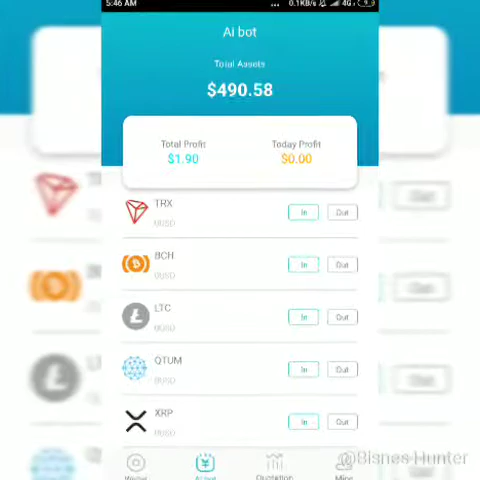 5:46 AM ... 0.1KB/s 4G
Ai bot
Total Assets
$490.58
Total Profit Today Profit
$1.90 $0.00
TRX
0USD
In Out
BCH
0USD
In Out
LTC
0USD
In Out
QTUM
0USD
In Out
XRP
0USD
In Out
Home Ai bot Quotation Mine
@Bisnes Hunter